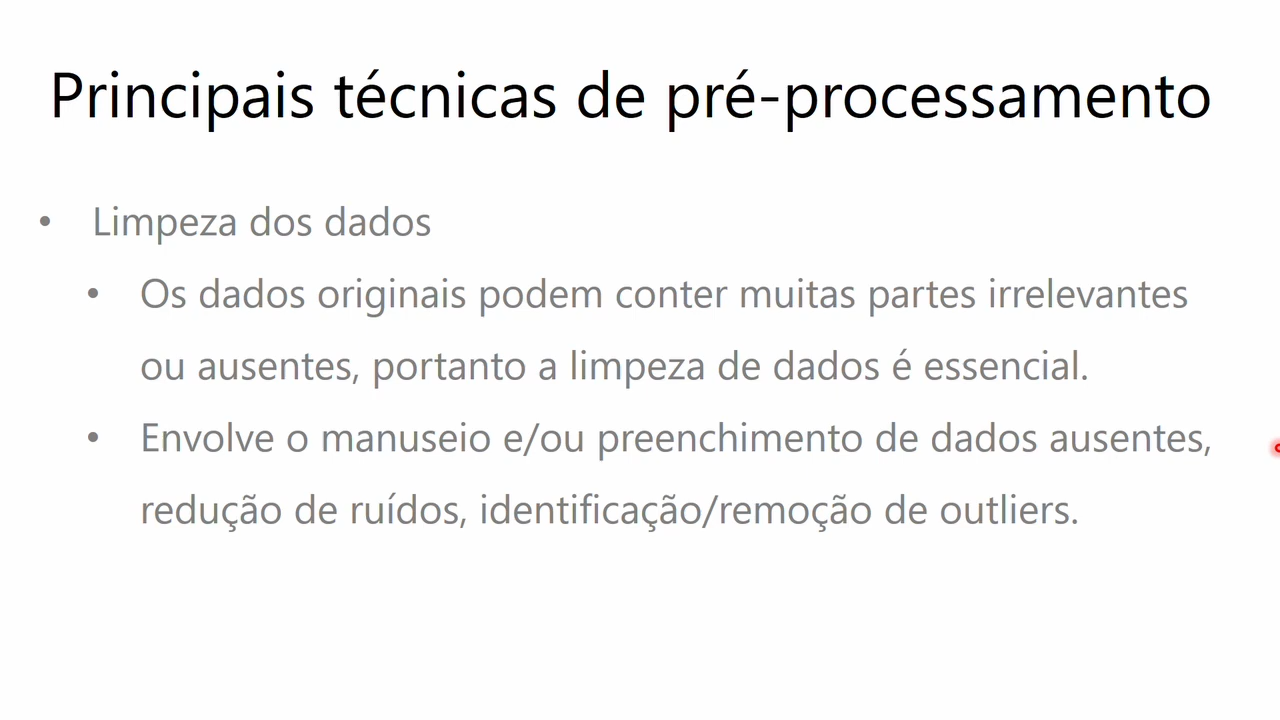 Principais técnicas de pré-processamento
• Limpeza dos dados
• Os dados originais podem conter muitas partes irrelevantes
ou ausentes, portanto a limpeza de dados é essencial.
• Envolve o manuseio e/ou preenchimento de dados ausentes,
redução de ruídos, identificação/remoção de outliers.